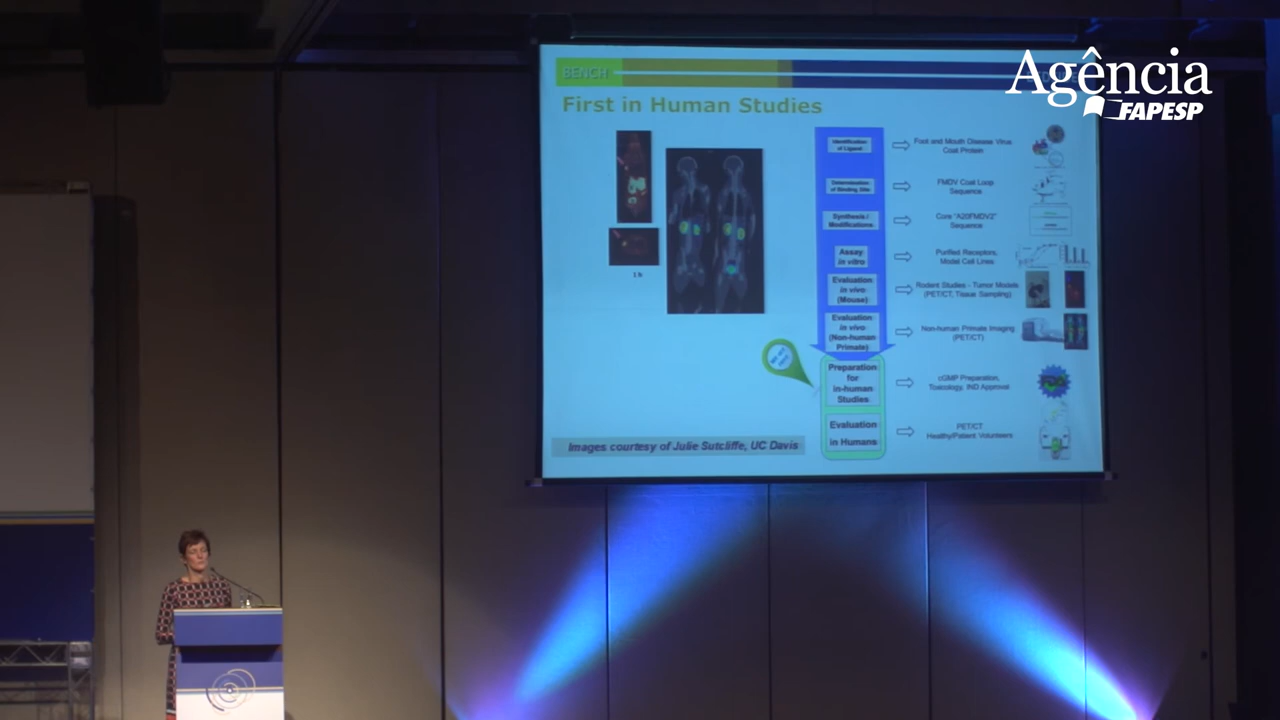 BENCH
Agência
FAPESP
First in Human Studies
Identification
of Ligand
Foot and Mouth Disease Virus
Coat Protein
Determination
of Binding Site
FMDV Coat Loop
Sequence
Synthesis /
Modifications
Core "A20FMDV2"
Sequence
Assay
in vitro
Purified Receptors,
Model Cell Lines
Evaluation
in vivo
(Mouse)
Rodent Studies - Tumor Models
(PET/CT, Tissue Sampling)
Evaluation
in vivo
(Non-human
Primate)
Non-human Primate Imaging
(PET/CT)
Preparation
for
in-human
Studies
cGMP Preparation,
Toxicology, IND Approval
Evaluation
in Humans
PET/CT
Healthy/Patient Volunteers
1 h
Images courtesy of Julie Sutcliffe, UC Davis